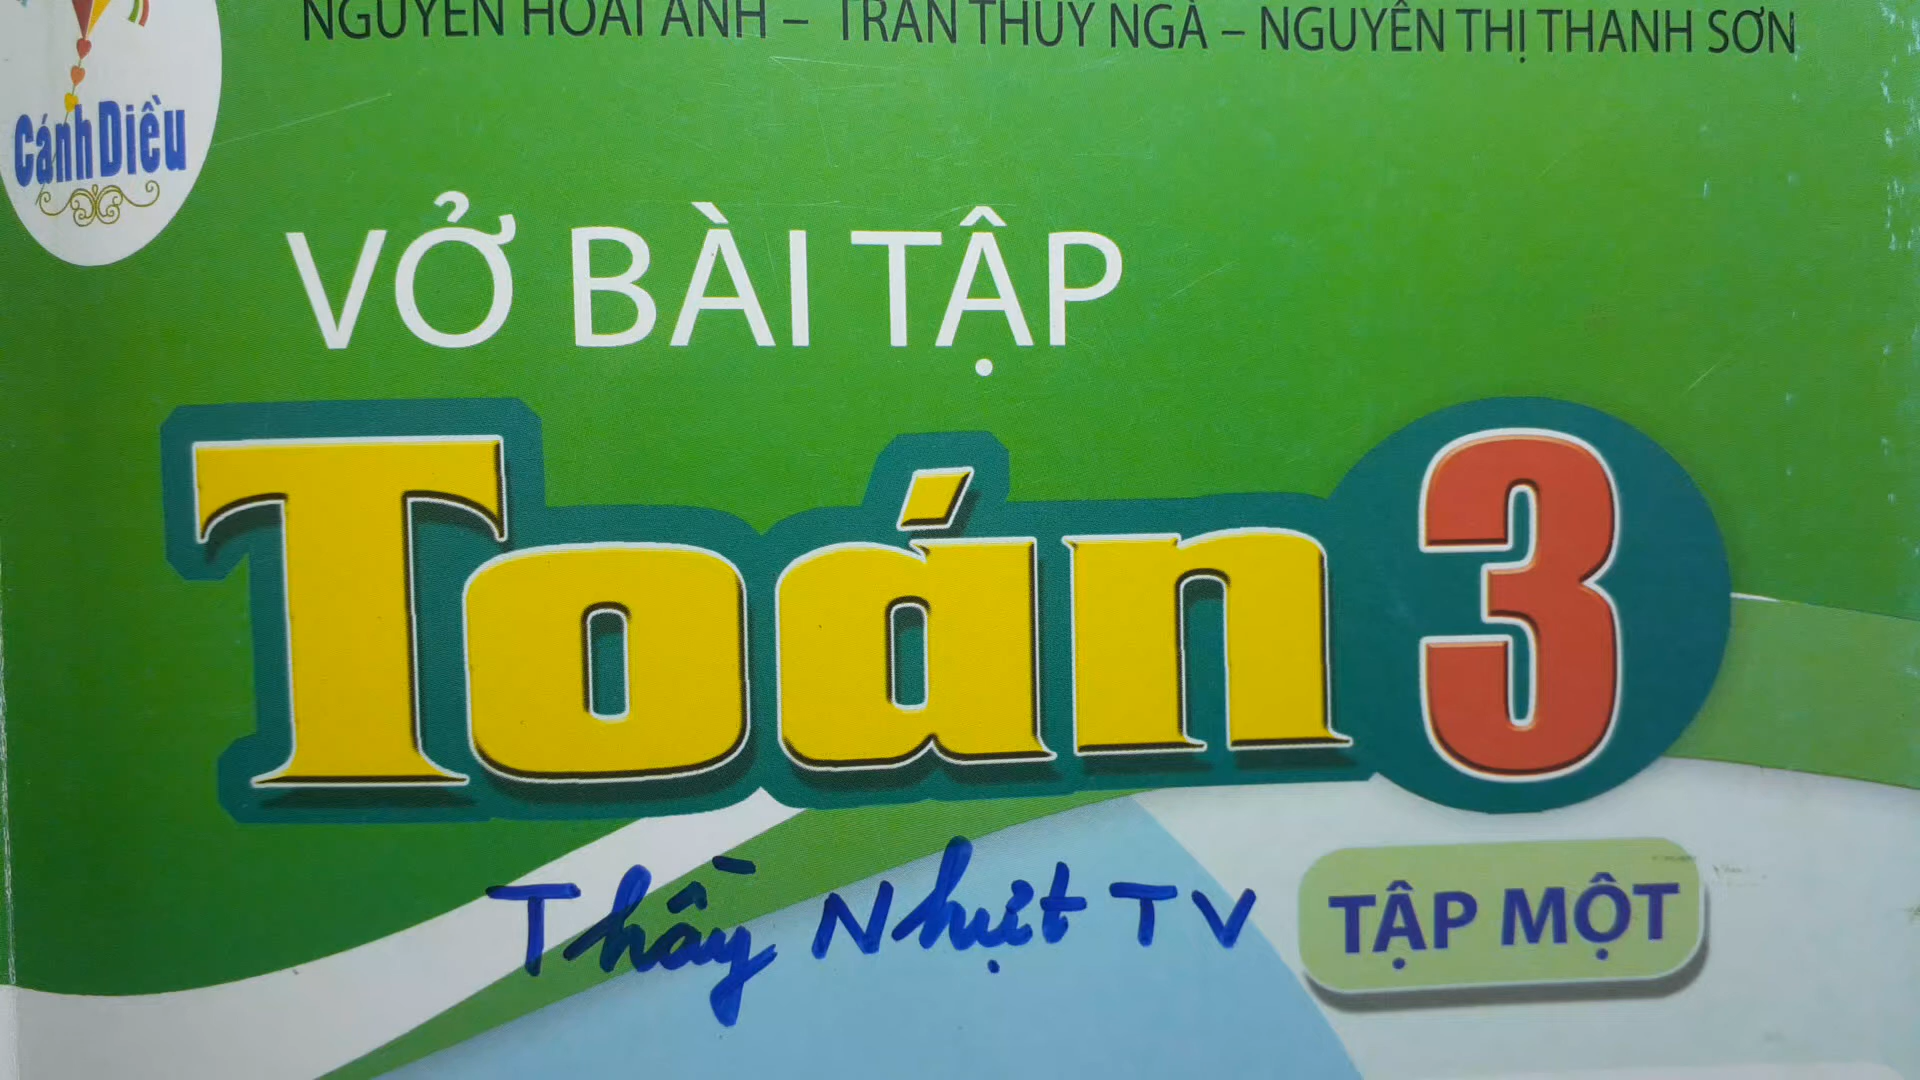 NGUYỄN HOÀI ANH – TRẦN THÚY NGÀ – NGUYỄN THỊ THANH SƠN
Cánh Diều
VỞ BÀI TẬP
Toán 3
Thầy Nhựt TV
TẬP MỘT